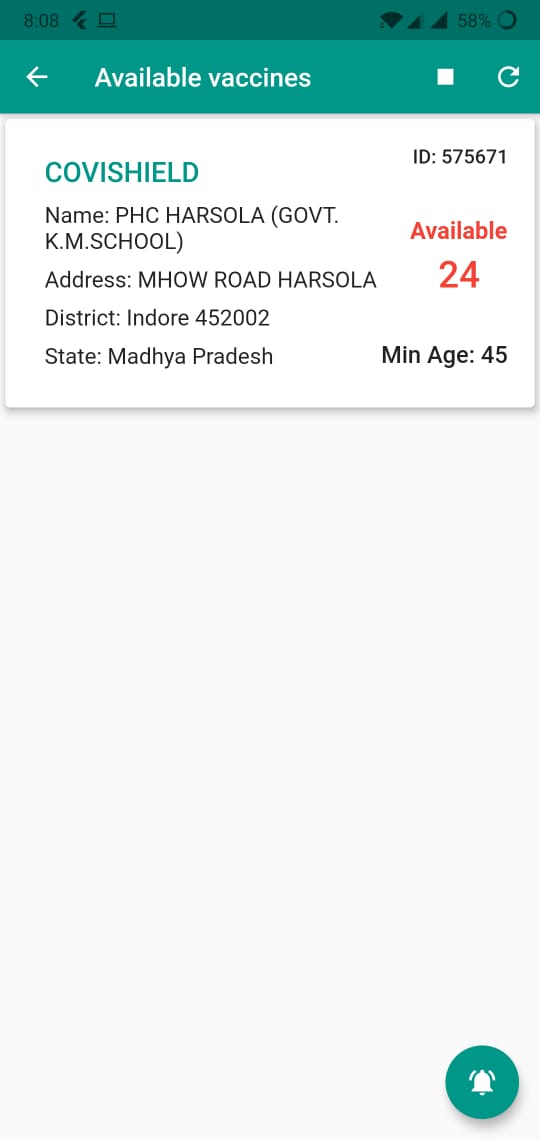 8:08
58%
Available vaccines
COVISHIELD
ID: 575671
Name: PHC HARSOLA (GOVT.
K.M.SCHOOL)
Available
24
Address: MHOW ROAD HARSOLA
District: Indore 452002
State: Madhya Pradesh
Min Age: 45